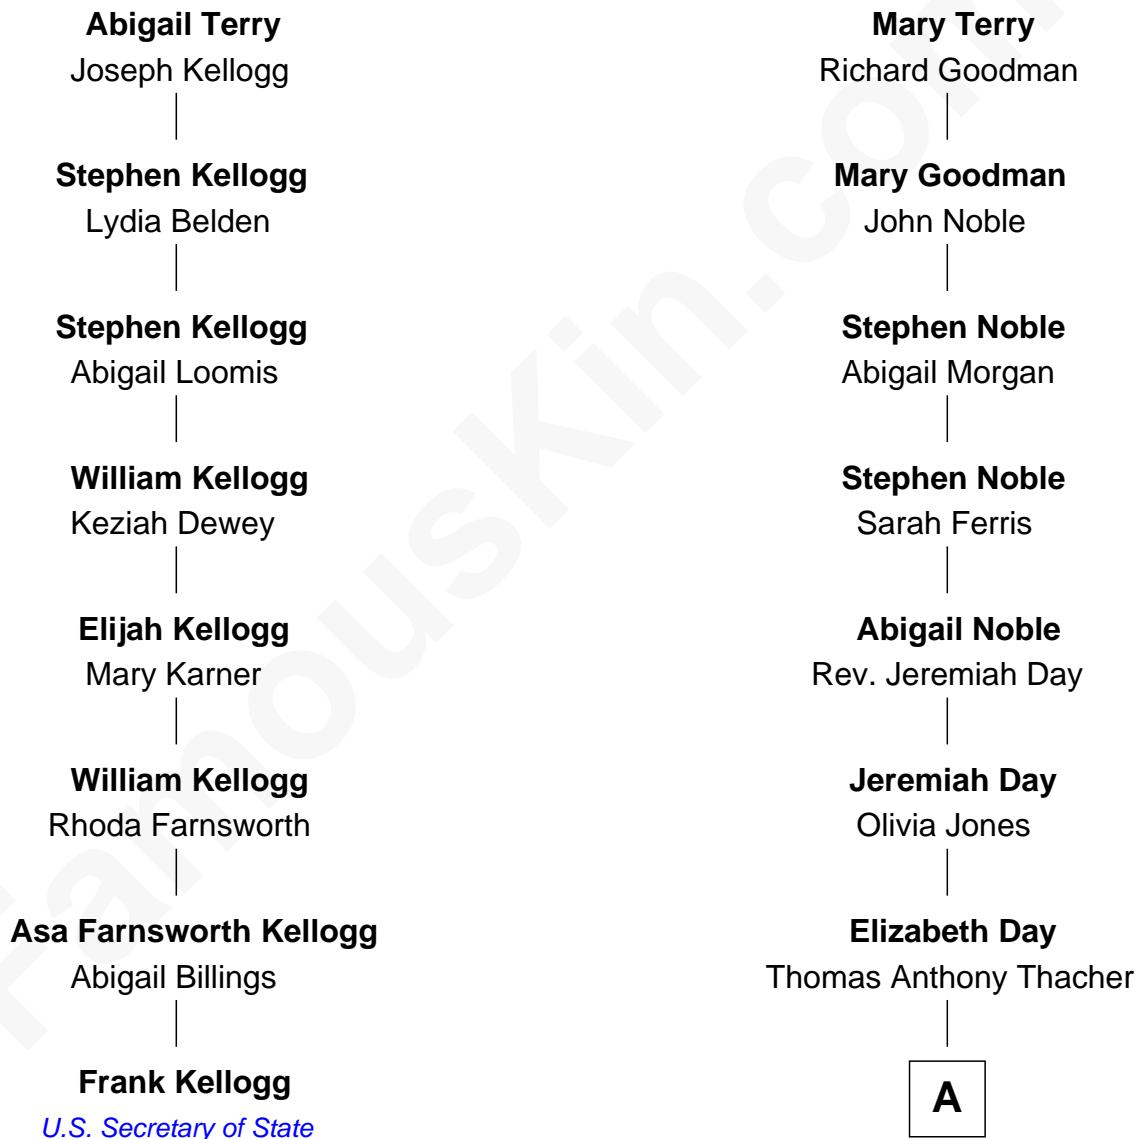 Abigail Terry
Joseph Kellogg
Stephen Kellogg
Lydia Belden
Stephen Kellogg
Abigail Loomis
William Kellogg
Keziah Dewey
Elijah Kellogg
Mary Karner
William Kellogg
Rhoda Farnsworth
Asa Farnsworth Kellogg
Abigail Billings
Frank Kellogg
U.S. Secretary of State
Mary Terry
Richard Goodman
Mary Goodman
John Noble
Stephen Noble
Abigail Morgan
Stephen Noble
Sarah Ferris
Abigail Noble
Rev. Jeremiah Day
Jeremiah Day
Olivia Jones
Elizabeth Day
Thomas Anthony Thacher
A
FamousKin.com